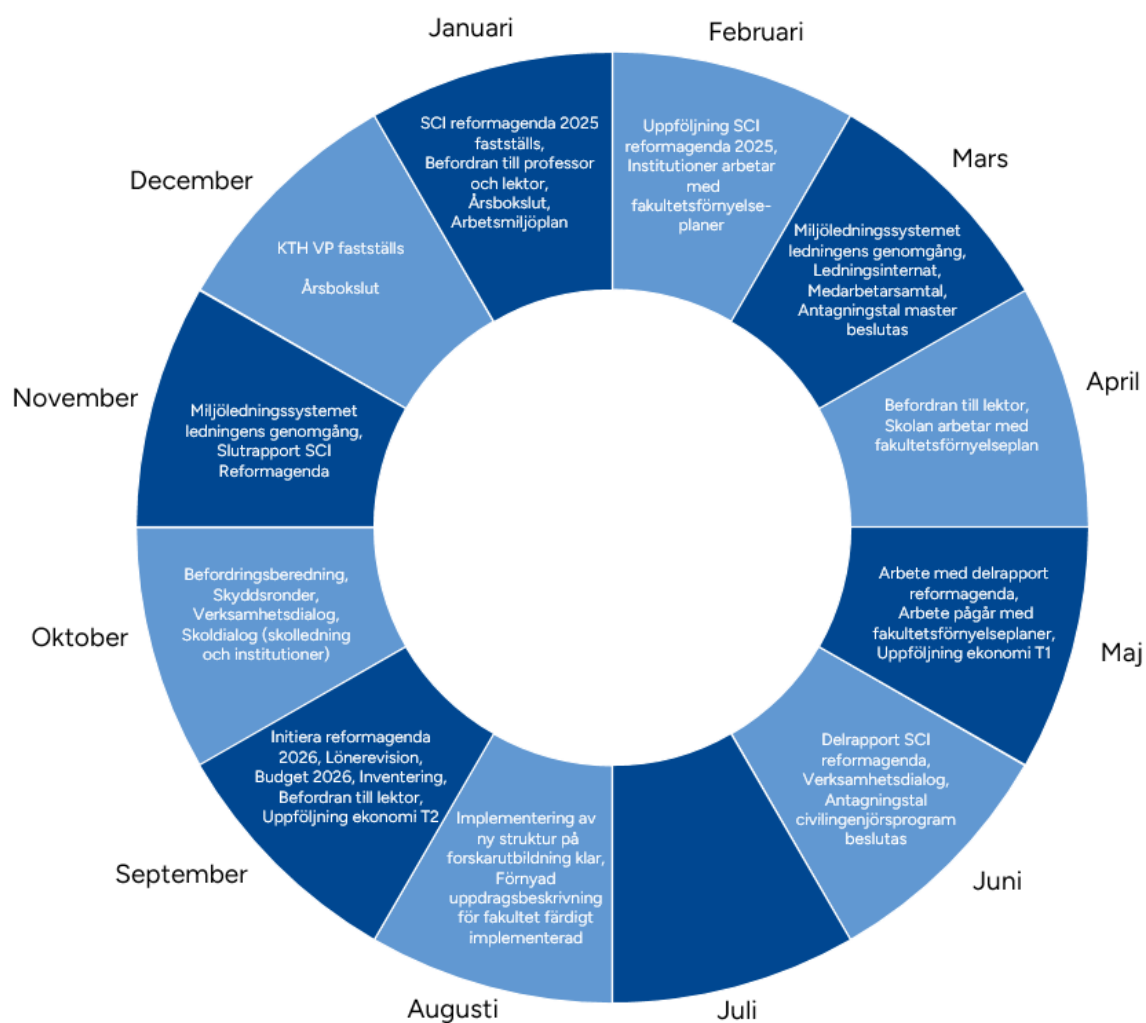 Januari
SCI reformagenda 2025
fastställs,
Befordran till professor
och lektor,
Årsbokslut,
Arbetsmiljöplan
Februari
Uppföljning SCI
reformagenda 2025,
Institutioner arbetar
med
fakultetsförnyelse-
planer
Mars
Miljöledningssystemet
ledningens genomgång,
Ledningsinternat,
Medarbetarsamtal,
Antagningstal master
beslutas
April
Befordran till lektor,
Skolan arbetar med
fakultetsförnyelseplan
Maj
Arbete med delrapport
reformagenda,
Arbete pågår med
fakultetsförnyelseplaner,
Uppföljning ekonomi T1
Juni
Delrapport SCI
reformagenda,
Verksamhetsdialog,
Antagningstal
civilingenjörsprogram
beslutas
Juli
Augusti
Implementering av
ny struktur på
forskarutbildning klar,
Förnyad
uppdragsbeskrivning
för fakultet färdigt
implementerad
September
Initiera reformagenda
2026, Lönerevision,
Budget 2026, Inventering,
Befordran till lektor,
Uppföljning ekonomi T2
Oktober
Befordringsberedning,
Skyddsronder,
Verksamhetsdialog,
Skoldialog (skolledning
och institutioner)
November
Miljöledningssystemet
ledningens genomgång,
Slutrapport SCI
Reformagenda
December
KTH VP fastställs
Årsbokslut